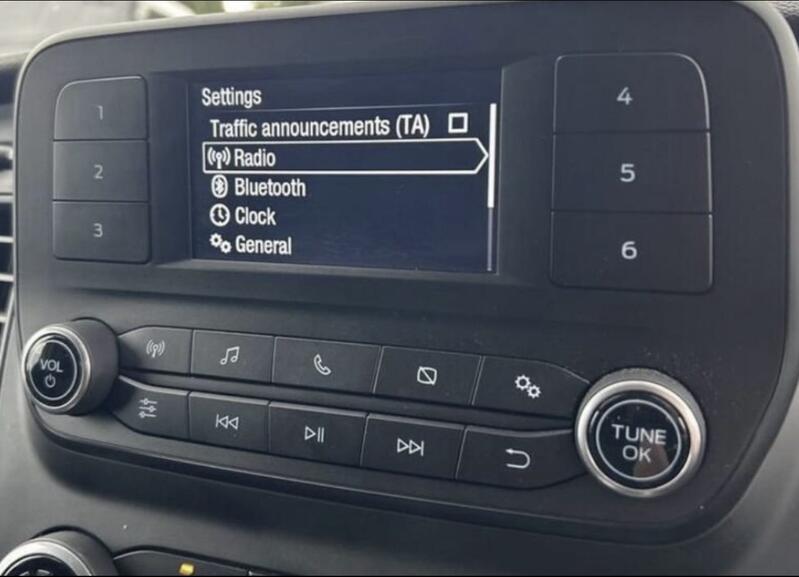 Settings
Traffic announcements (TA)
Radio
Bluetooth
Clock
General
1
2
3
4
5
6
VOL
TUNE
OK